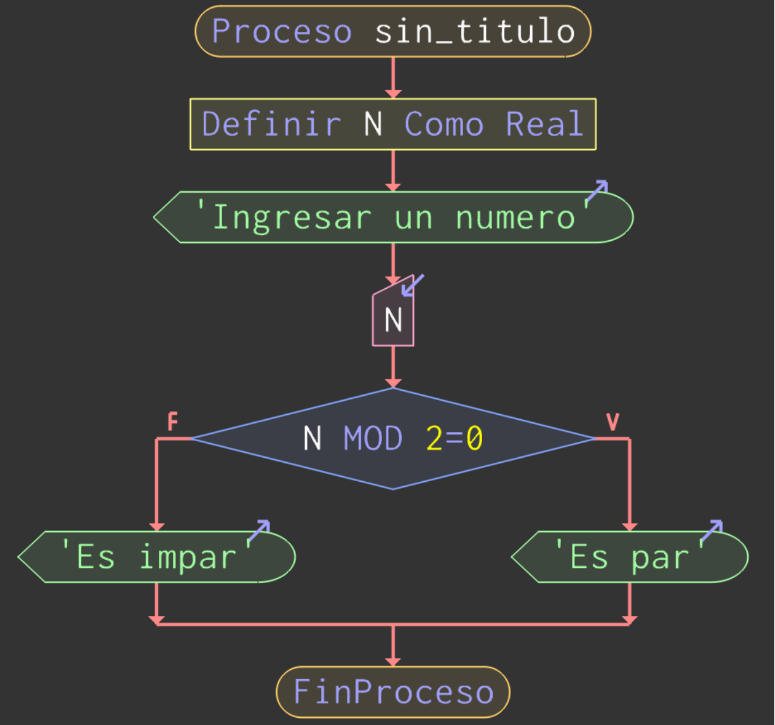 Proceso sin_titulo
Definir N Como Real
'Ingresar un numero'
N
F
V
N MOD 2=0
'Es impar'
'Es par'
FinProceso